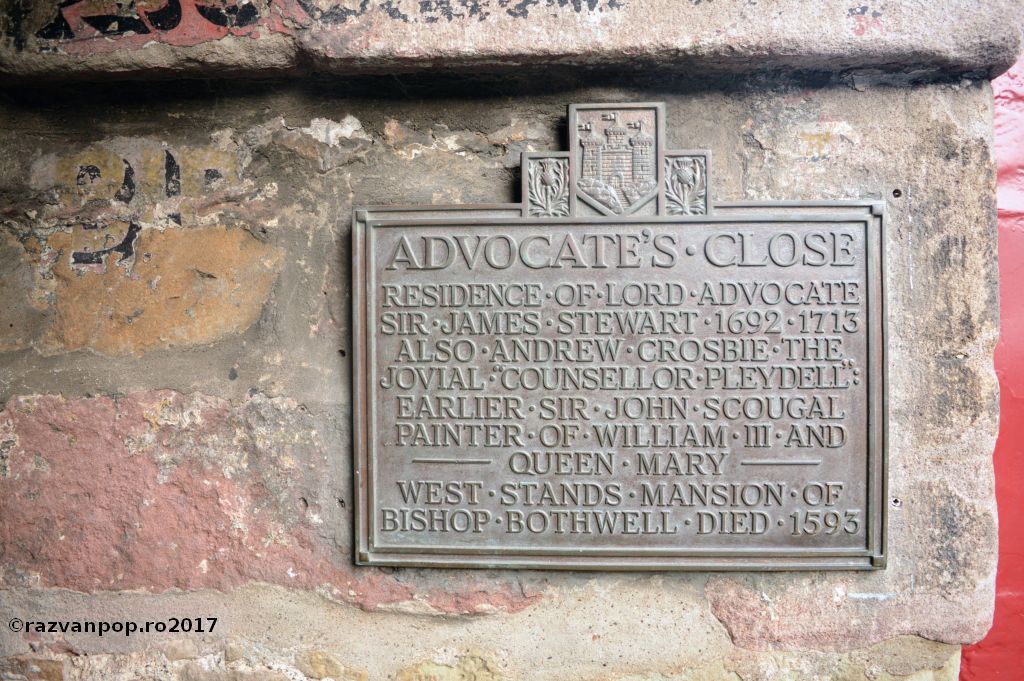 ADVOCATE'S · CLOSE
RESIDENCE · OF · LORD · ADVOCATE
SIR · JAMES · STEWART · 1692 · 1713
ALSO · ANDREW · CROSBIE · THE
JOVIAL · "COUNSELLOR · PLEYDELL":
EARLIER · SIR · JOHN · SCOUGAL
PAINTER · OF · WILLIAM · III · AND
QUEEN · MARY
WEST · STANDS · MANSION · OF
BISHOP · BOTHWELL · DIED · 1593
©razvanpop.ro2017